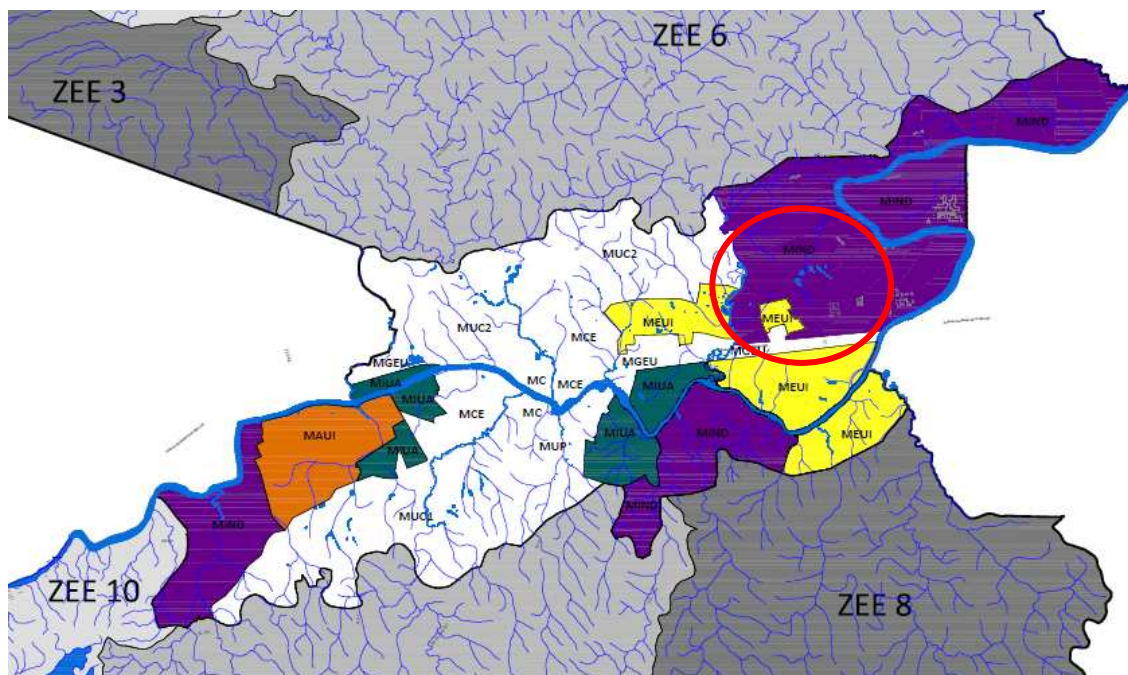 ZEE 6
ZEE 3
MIND
MIND
MIND
MUC2
MUC2
MEUI
MEUI
MCE
MGEU
MGEU
MIUA
MIUA
MC
MCE
MIUA
MEUI
MCE
MC
MAUI
MIUA
MUP
MIUA
MIND
MEUI
MIND
MIND
MUC1
ZEE 10
ZEE 8